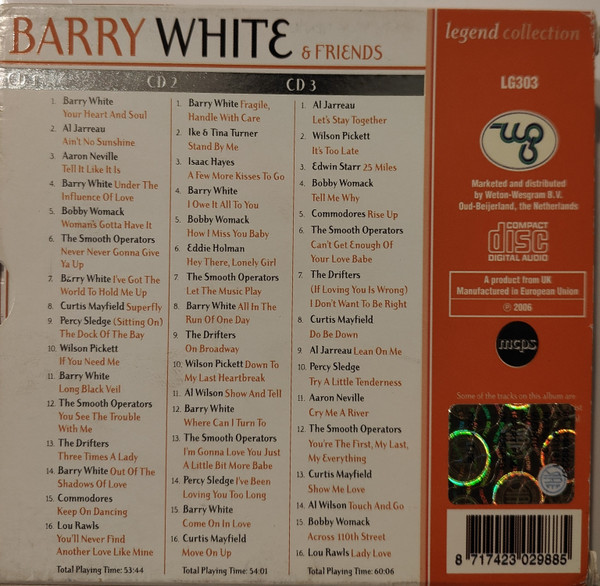 BARRY WHITE & FRIENDS
CD 1
CD 2
CD 3
1. Barry White
Your Heart And Soul
2. Al Jarreau
Ain't No Sunshine
3. Aaron Neville
Tell It Like It Is
4. Barry White Under The
Influence Of Love
5. Bobby Womack
Woman's Gotta Have It
6. The Smooth Operators
Never Never Gonna Give
Ya Up
7. Barry White I've Got The
World To Hold Me Up
8. Curtis Mayfield Superfly
9. Percy Sledge (Sitting On)
The Dock Of The Bay
10. Wilson Pickett
If You Need Me
11. Barry White
Long Black Veil
12. The Smooth Operators
You See The Trouble
With Me
13. The Drifters
Three Times A Lady
14. Barry White Out Of The
Shadows Of Love
15. Commodores
Keep On Dancing
16. Lou Rawls
You'll Never Find
Another Love Like Mine
Total Playing Time: 53:44
1. Barry White Fragile,
Handle With Care
2. Ike & Tina Turner
Stand By Me
3. Isaac Hayes
A Few More Kisses To Go
4. Barry White
I Owe It All To You
5. Bobby Womack
How I Miss You Baby
6. Eddie Holman
Hey There, Lonely Girl
7. The Smooth Operators
Let The Music Play
8. Barry White All In The
Run Of One Day
9. The Drifters
On Broadway
10. Wilson Pickett Down To
My Last Heartbreak
11. Al Wilson Show And Tell
12. Barry White
Where Can I Turn To
13. The Smooth Operators
I'm Gonna Love You Just
A Little Bit More Babe
14. Percy Sledge I've Been
Loving You Too Long
15. Barry White
Come On In Love
16. Curtis Mayfield
Move On Up
Total Playing Time: 54:01
1. Al Jarreau
Let's Stay Together
2. Wilson Pickett
It's Too Late
3. Edwin Starr 25 Miles
4. Bobby Womack
Tell Me Why
5. Commodores Rise Up
6. The Smooth Operators
Can't Get Enough Of
Your Love Babe
7. The Drifters
(If Loving You Is Wrong)
I Don't Want To Be Right
8. Curtis Mayfield
Do Be Down
9. Al Jarreau Lean On Me
10. Percy Sledge
Try A Little Tenderness
11. Aaron Neville
Cry Me A River
12. The Smooth Operators
You're The First, My Last,
My Everything
13. Curtis Mayfield
Show Me Love
14. Al Wilson Touch And Go
15. Bobby Womack
Across 110th Street
16. Lou Rawls Lady Love
Total Playing Time: 60:06
legend collection
LG303
Marketed and distributed
by Weton-Wesgram B.V.
Oud-Beijerland, the Netherlands
COMPACT
disc
DIGITAL AUDIO
A product from UK
Manufactured in European Union
℗ 2006
mcps
Some of the tracks on this album are
8 717423 029885